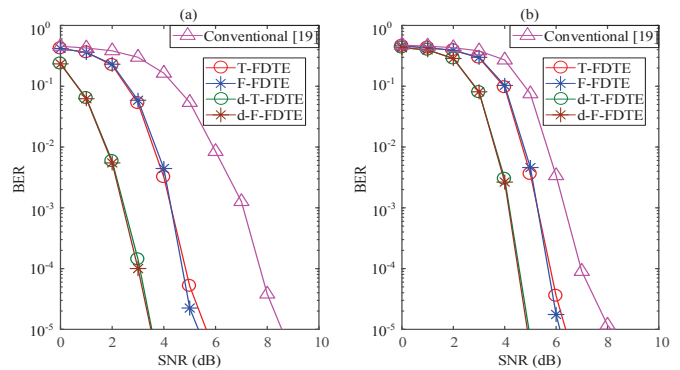 (a)
10^0
10^-1
10^-2
10^-3
10^-4
10^-5
BER
0 2 4 6 8 10
SNR (dB)
Conventional [19]
T-FDTE
F-FDTE
d-T-FDTE
d-F-FDTE
(b)
10^0
10^-1
10^-2
10^-3
10^-4
10^-5
BER
0 2 4 6 8 10
SNR (dB)
Conventional [19]
T-FDTE
F-FDTE
d-T-FDTE
d-F-FDTE